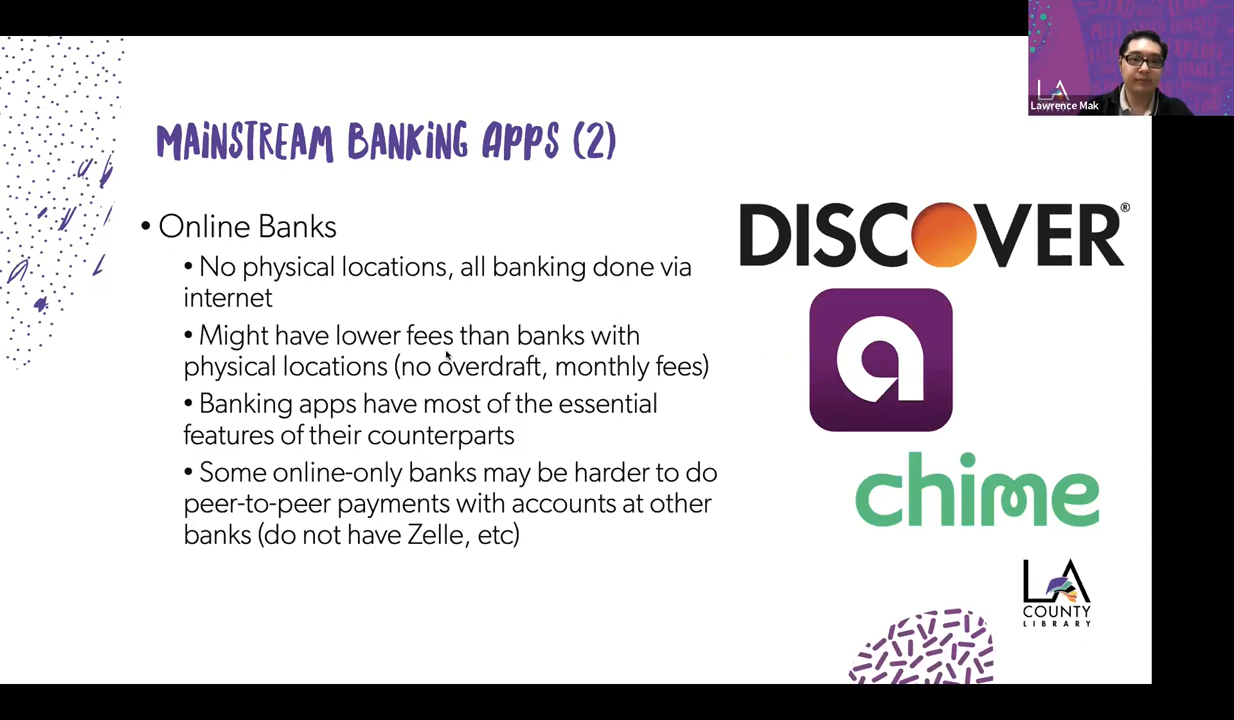 LA
Lawrence Mak
MAiNSTREAM BANKiNG APPS (2)
• Online Banks
• No physical locations, all banking done via
internet
• Might have lower fees than banks with
physical locations (no overdraft, monthly fees)
• Banking apps have most of the essential
features of their counterparts
• Some online-only banks may be harder to do
peer-to-peer payments with accounts at other
banks (do not have Zelle, etc)
DISCOVER®
a
chime
LA
COUNTY
LIBRARY